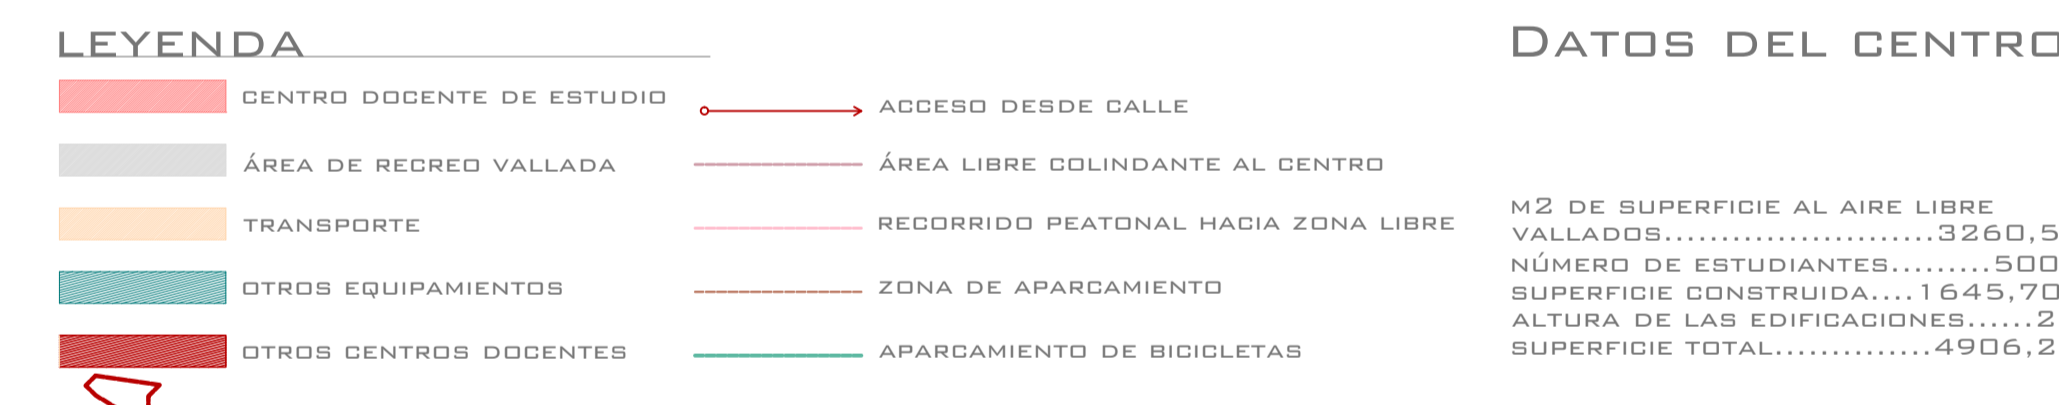 LEYENDA
CENTRO DOCENTE DE ESTUDIO
ÁREA DE RECREO VALLADA
TRANSPORTE
OTROS EQUIPAMIENTOS
OTROS CENTROS DOCENTES
ACCESO DESDE CALLE
ÁREA LIBRE COLINDANTE AL CENTRO
RECORRIDO PEATONAL HACIA ZONA LIBRE
ZONA DE APARCAMIENTO
APARCAMIENTO DE BICICLETAS
DATOS DEL CENTRO
M2 DE SUPERFICIE AL AIRE LIBRE
VALLADOS........................3260,5
NÚMERO DE ESTUDIANTES.........500
SUPERFICIE CONSTRUIDA....1645,70
ALTURA DE LAS EDIFICACIONES......2
SUPERFICIE TOTAL..............4906,2